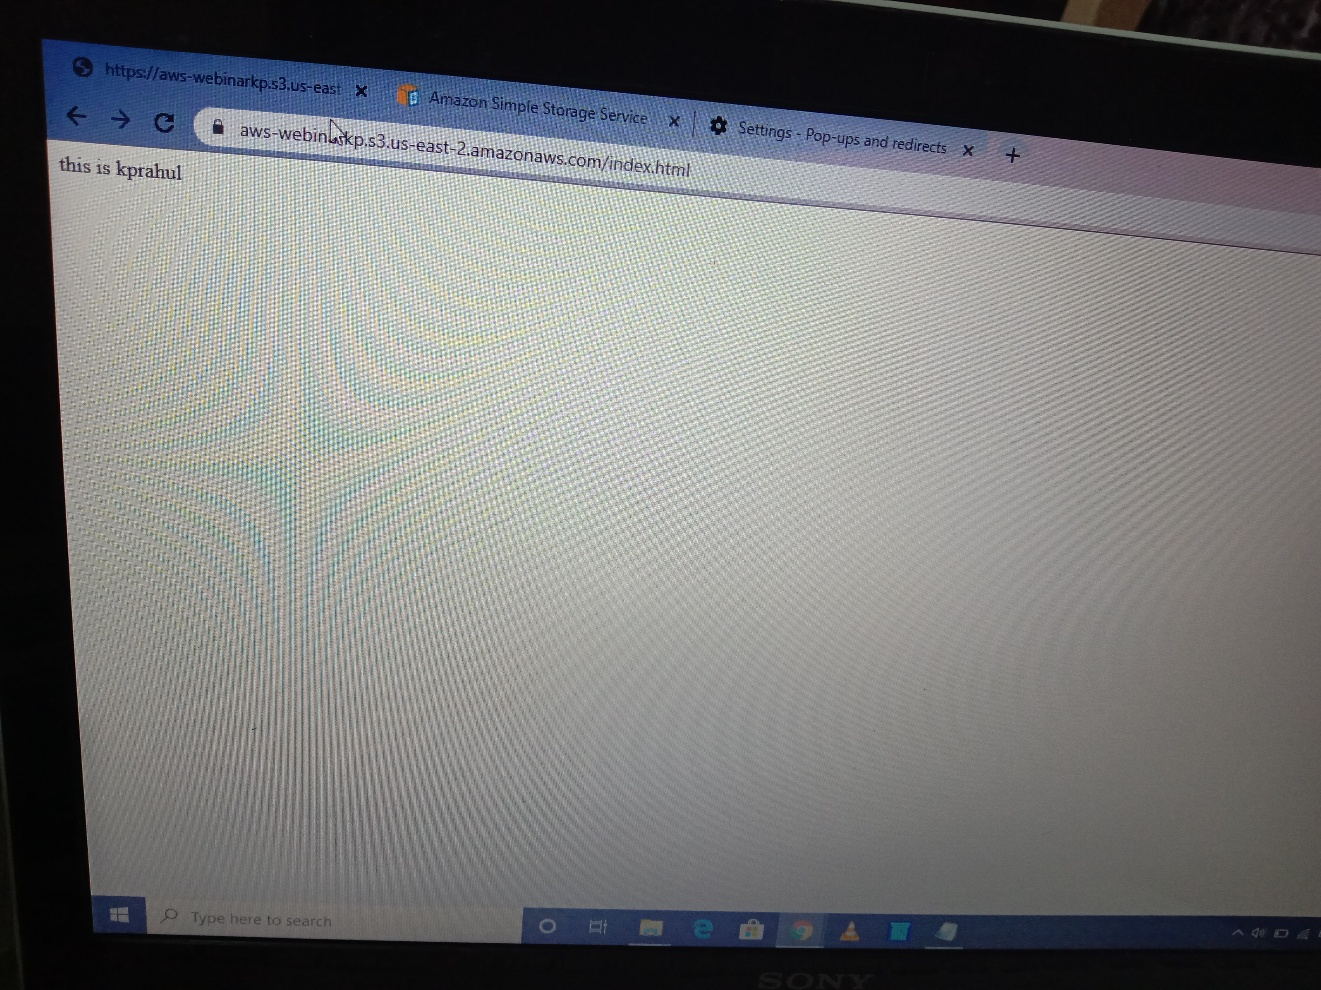 https://aws-webinarkp.s3.us-east
Amazon Simple Storage Service
Settings - Pop-ups and redirects
aws-webinarkp.s3.us-east-2.amazonaws.com/index.html
this is kprahul
Type here to search
SONY